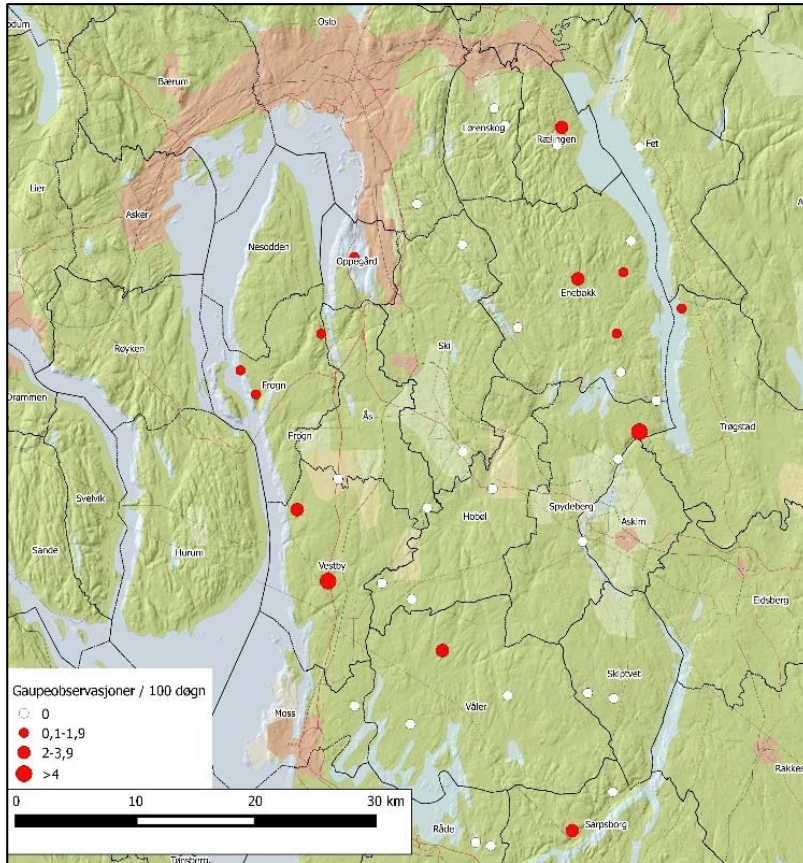 Oslo
Bærum
Lørenskog
Rælingen
Fet
Lier
Asker
Nesodden
Oppegård
Enebakk
Røyken
Ski
Frogn
Drammen
Ås
Trøgstad
Frogn
Svelvik
Hobøl
Spydeberg
Askim
Sande
Hurum
Vestby
Eidsberg
Skiptvet
Gaupeobservasjoner / 100 døgn
0
0,1-1,9
2-3,9
>4
Moss
Våler
Rakkes
0 10 20 30 km
Råde
Sarpsborg
Tønsberg